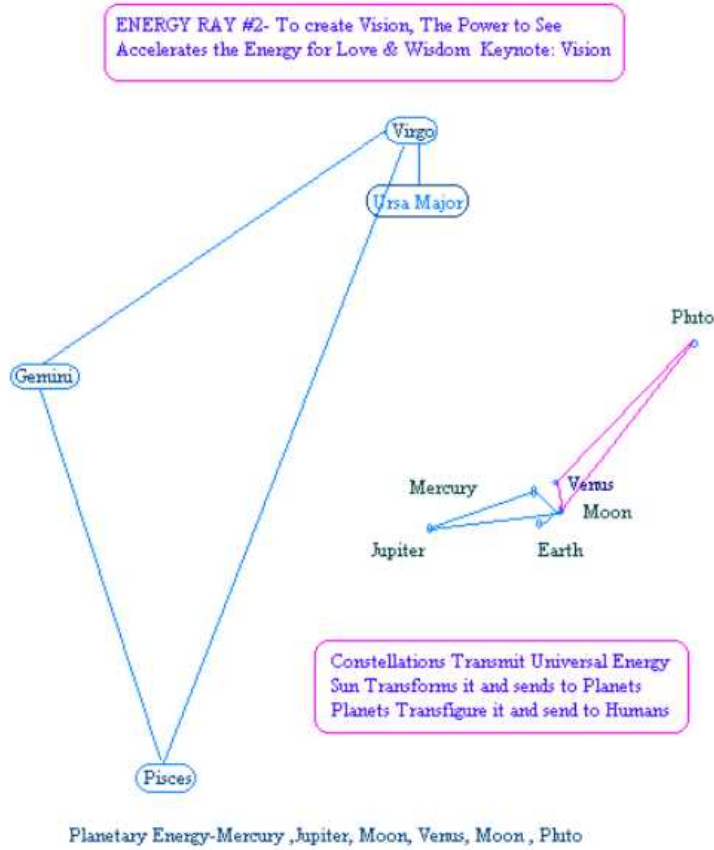 ENERGY RAY #2- To create Vision, The Power to See
Accelerates the Energy for Love & Wisdom Keynote: Vision
Virgo
Ursa Major
Pluto
Gemini
Venus
Mercury
Moon
Jupiter
Earth
Constellations Transmit Universal Energy
Sun Transforms it and sends to Planets
Planets Transfigure it and send to Humans
Pisces
Planetary Energy-Mercury ,Jupiter, Moon, Venus, Moon , Pluto